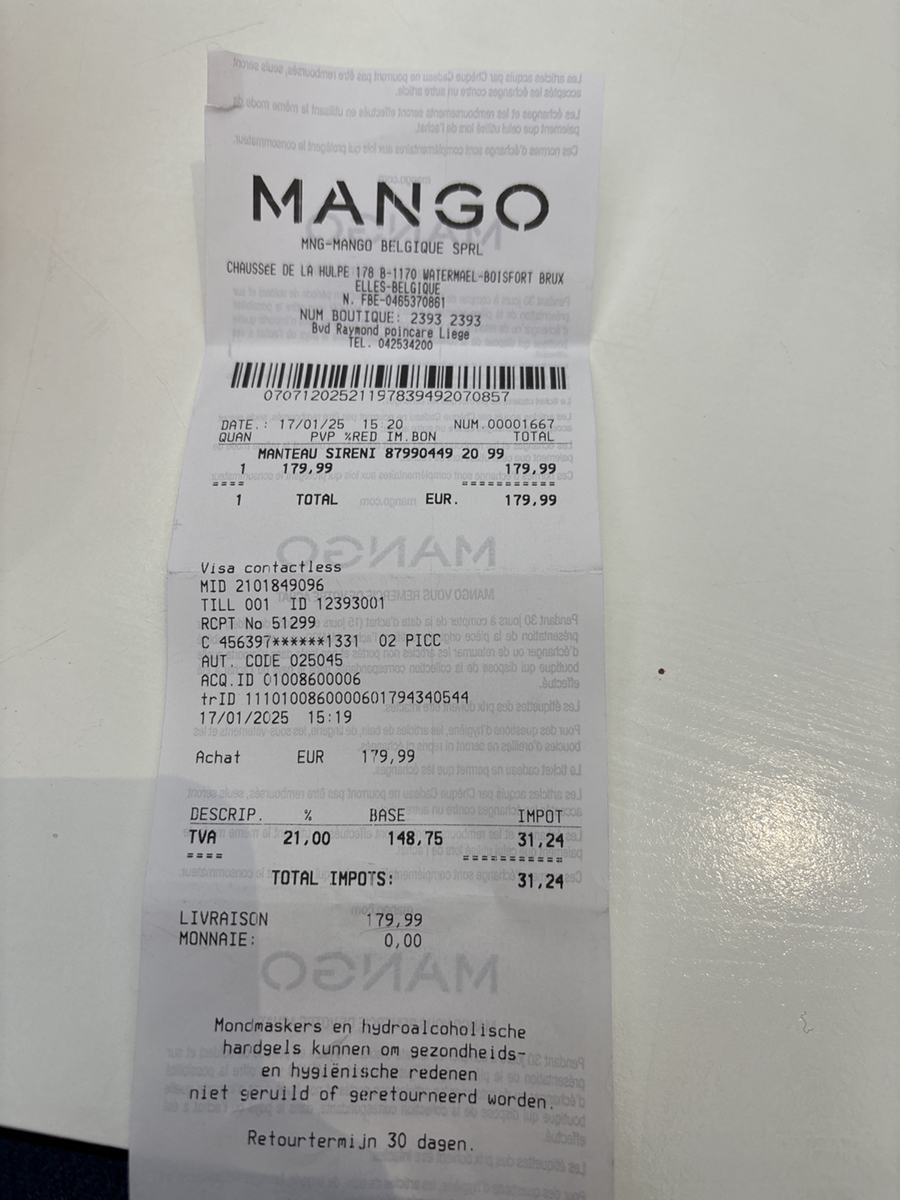 MANGO
MNG-MANGO BELGIQUE SPRL
CHAUSSéE DE LA HULPE 178 B-1170 WATERMAEL-BOISFORT BRUX
ELLES-BELGIQUE
N. FBE-0465370861
NUM BOUTIQUE: 2393 2393
Bvd Raymond poincare Liege
TEL. 042534200
07071202521197839492070857
DATE.: 17/01/25 15 20 NUM.00001667
QUAN PVP %RED IM.BON TOTAL
MANTEAU SIRENI 87990449 20 99
1 179,99 179,99
==== ===========
1 TOTAL EUR. 179,99
Visa contactless
MID 2101849096
TILL 001 ID 12393001
RCPT No 51299
C 456397******1331 02 PICC
AUT. CODE 025045
ACQ.ID 01008600006
trID 1110100860000601794340544
17/01/2025 15:19
Achat EUR 179,99
DESCRIP. % BASE IMPOT
TVA 21,00 148,75 31,24
==== ===========
TOTAL IMPOTS: 31,24
LIVRAISON 179,99
MONNAIE: 0,00
Mondmaskers en hydroalcoholische
handgels kunnen om gezondheids-
en hygiënische redenen
niet geruild of geretourneerd worden.
Retourtermijn 30 dagen.